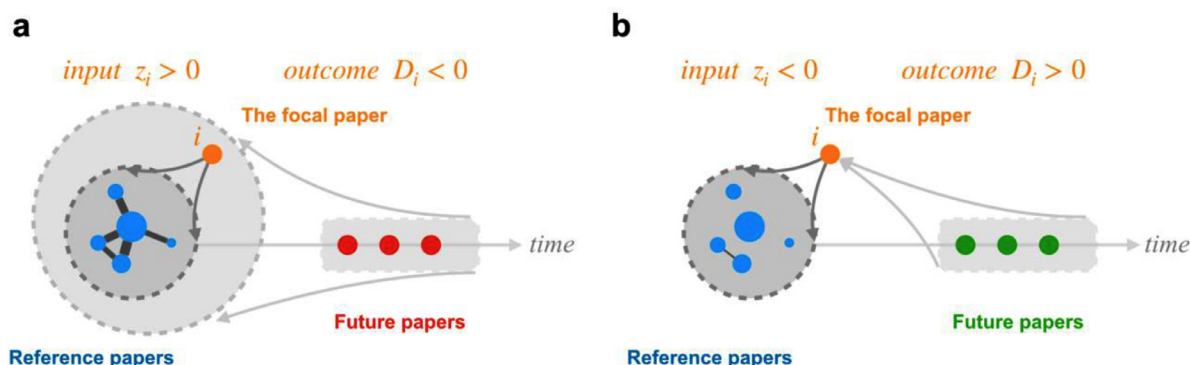 a
input z_i > 0
outcome D_i < 0
The focal paper
i
time
Future papers
Reference papers
b
input z_i < 0
outcome D_i > 0
The focal paper
i
time
Future papers
Reference papers